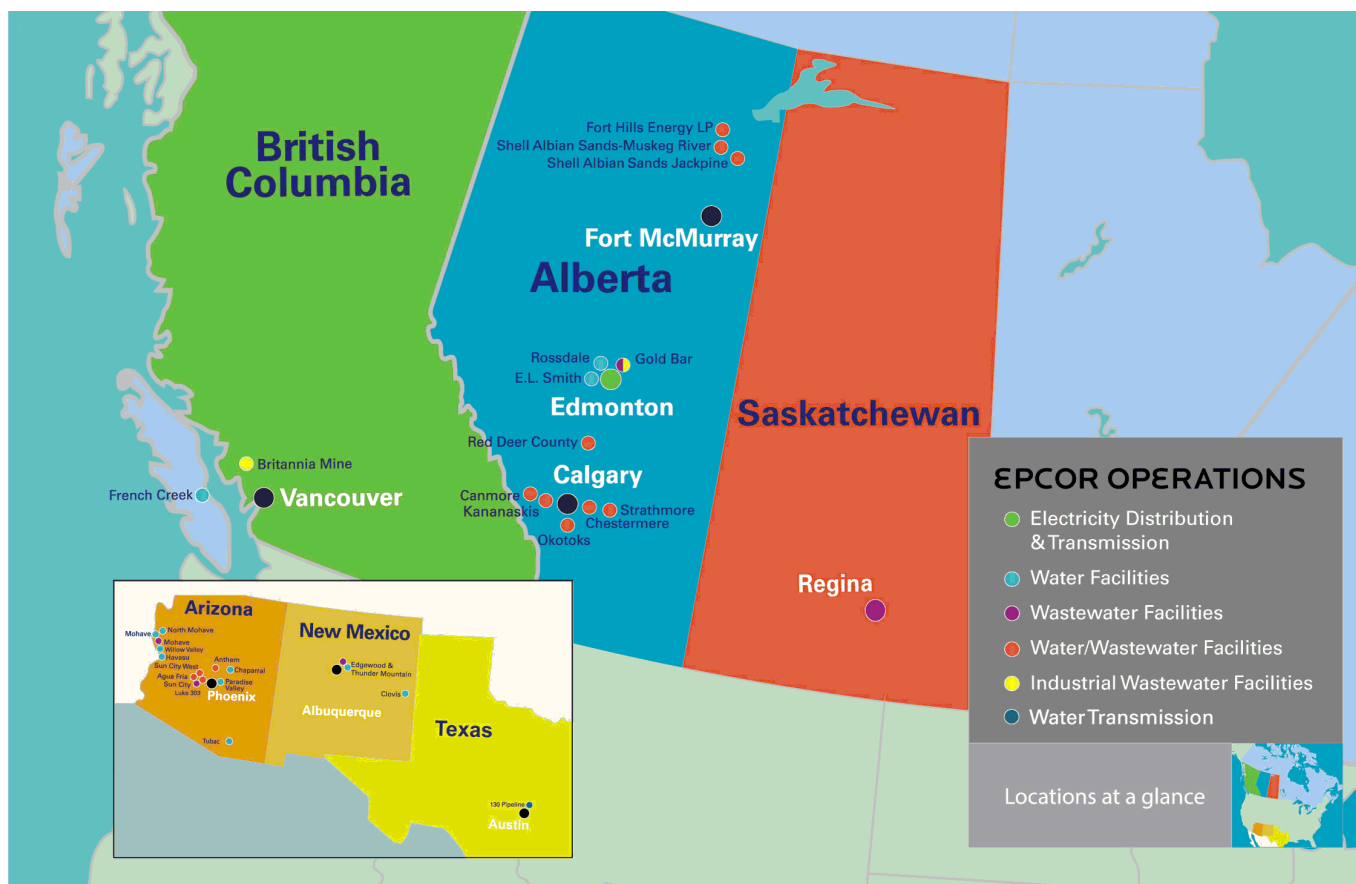 British
Columbia
Fort Hills Energy LP
Shell Albian Sands-Muskeg River
Shell Albian Sands Jackpine
Fort McMurray
Alberta
Rossdale
Gold Bar
E.L. Smith
Edmonton
Saskatchewan
Red Deer County
Calgary
Britannia Mine
French Creek
Vancouver
Canmore
Kananaskis
Strathmore
Chestermere
Okotoks
Regina
EPCOR OPERATIONS
Electricity Distribution
& Transmission
Water Facilities
Wastewater Facilities
Water/Wastewater Facilities
Industrial Wastewater Facilities
Water Transmission
Locations at a glance
Arizona
New Mexico
Texas
Mohave
North Mohave
Mohave
Willow Valley
Havasu
Sun City West
Anthem
Chaparral
Agua Fria
Sun City
Luke 303
Paradise
Valley
Phoenix
Tubac
Edgewood &
Thunder Mountain
Clovis
Albuquerque
130 Pipeline
Austin